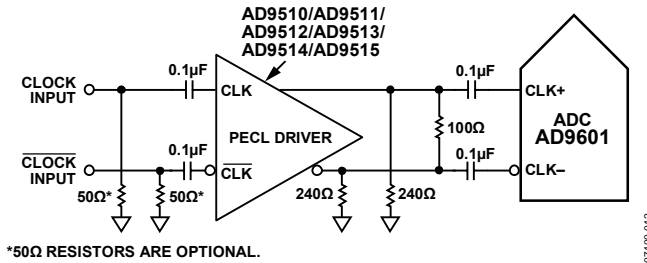 AD9510/AD9511/
AD9512/AD9513/
AD9514/AD9515
0.1µF
0.1µF
CLOCK
INPUT
CLK
CLK+
PECL DRIVER
100Ω
ADC
AD9601
CLOCK
INPUT
0.1µF
CLK
0.1µF
CLK–
50Ω*
50Ω*
240Ω
240Ω
*50Ω RESISTORS ARE OPTIONAL.